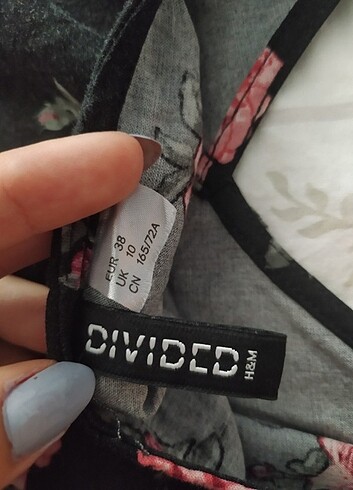 EUR 38
UK 10
CN 165/72A
DIVIDED
H&M